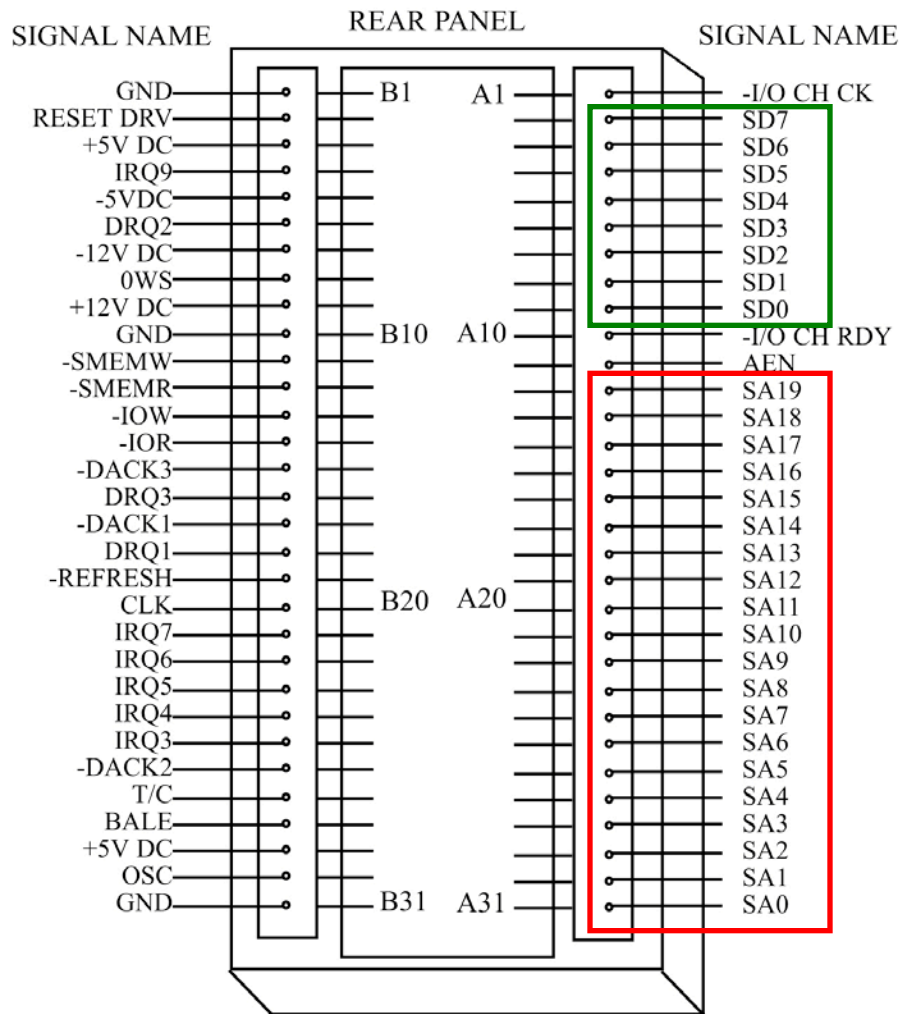 REAR PANEL
SIGNAL NAME SIGNAL NAME
GND B1 A1 -I/O CH CK
RESET DRV SD7
+5V DC SD6
IRQ9 SD5
-5VDC SD4
DRQ2 SD3
-12V DC SD2
0WS SD1
+12V DC SD0
GND B10 A10 -I/O CH RDY
-SMEMW AEN
-SMEMR SA19
-IOW SA18
-IOR SA17
-DACK3 SA16
DRQ3 SA15
-DACK1 SA14
DRQ1 SA13
-REFRESH SA12
CLK B20 A20 SA11
IRQ7 SA10
IRQ6 SA9
IRQ5 SA8
IRQ4 SA7
IRQ3 SA6
-DACK2 SA5
T/C SA4
BALE SA3
+5V DC SA2
OSC SA1
GND B31 A31 SA0